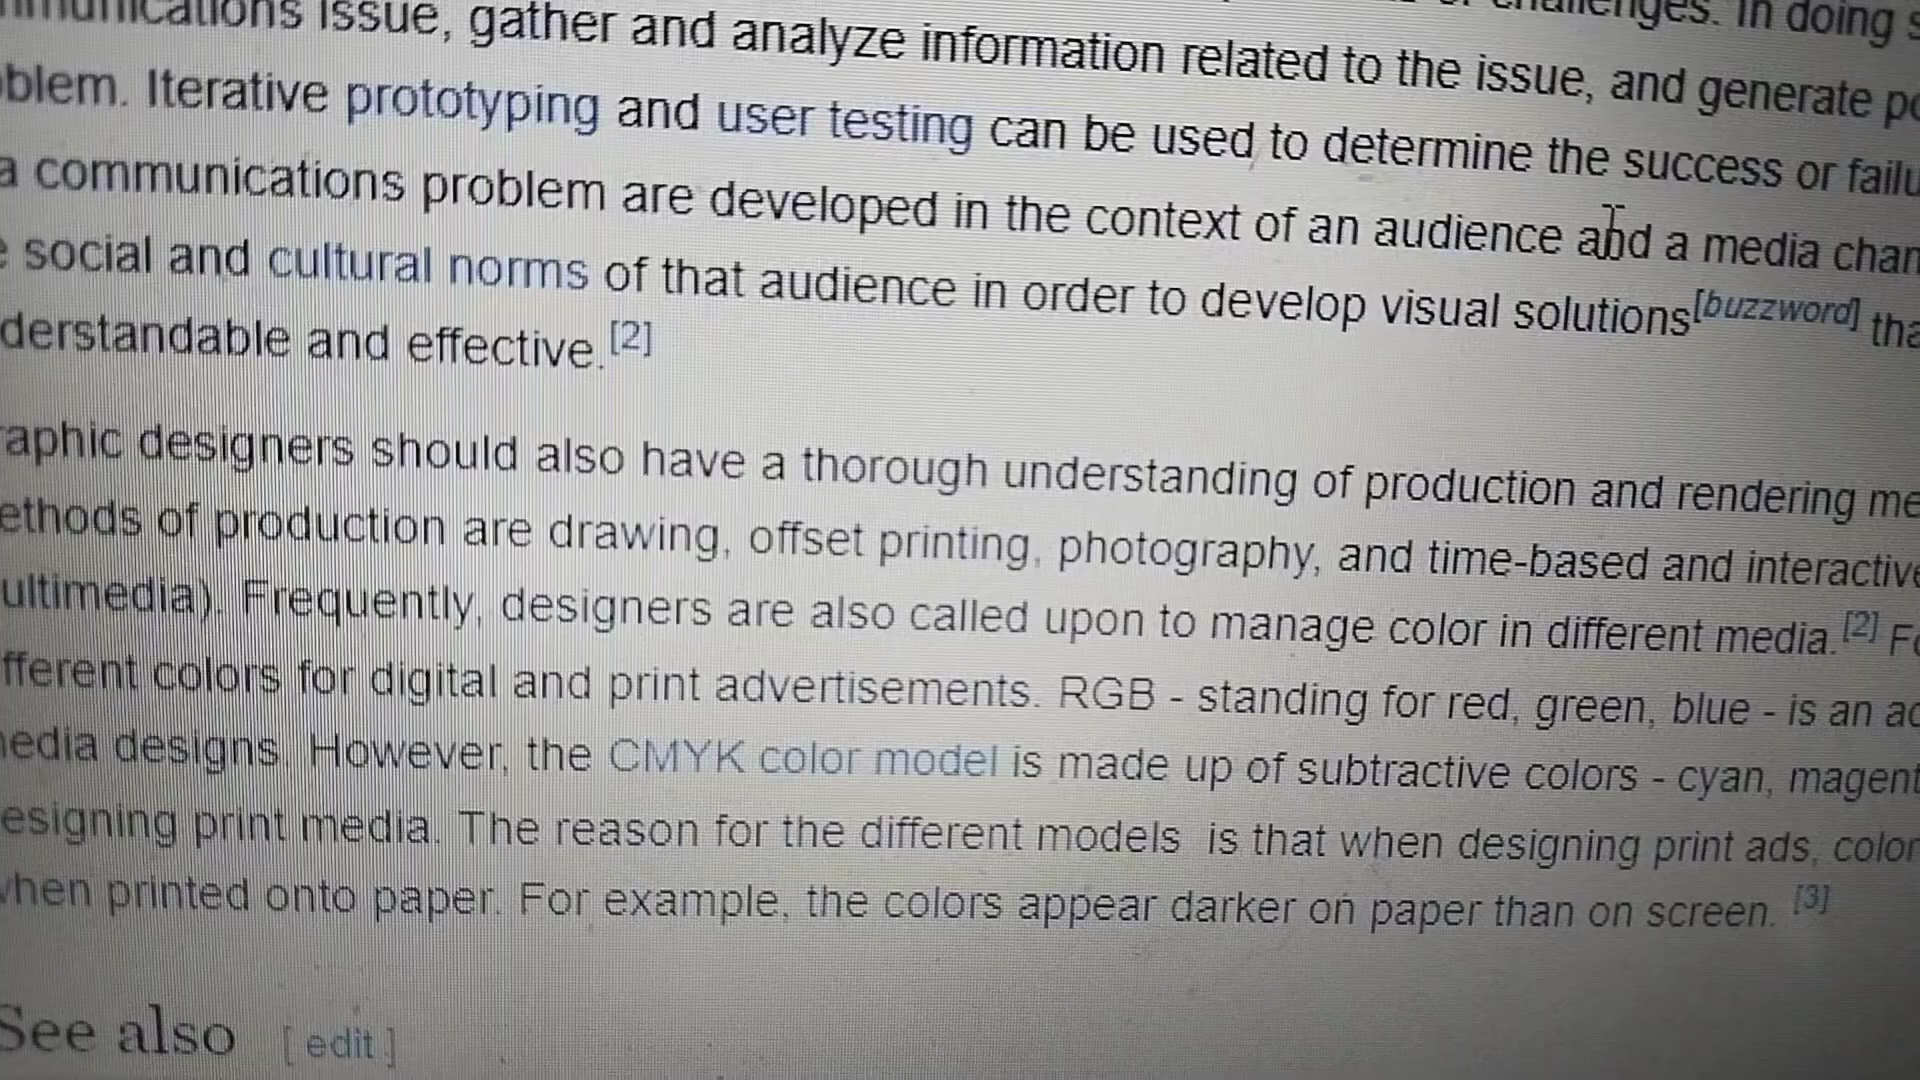 issue, gather and analyze information related to the issue, and generate
blem. Iterative prototyping and user testing can be used to determine the success or failu
a communications problem are developed in the context of an audience and a media chan
social and cultural norms of that audience in order to develop visual solutions[buzzword] tha
derstandable and effective.[2]
raphic designers should also have a thorough understanding of production and rendering me
ethods of production are drawing, offset printing, photography, and time-based and interactive
ultimedia). Frequently, designers are also called upon to manage color in different media.[2] Fo
fferent colors for digital and print advertisements. RGB - standing for red, green, blue - is an ad
edia designs. However, the CMYK color model is made up of subtractive colors - cyan, magent
esigning print media. The reason for the different models is that when designing print ads, color
when printed onto paper. For example, the colors appear darker on paper than on screen. [3]
See also [ edit ]